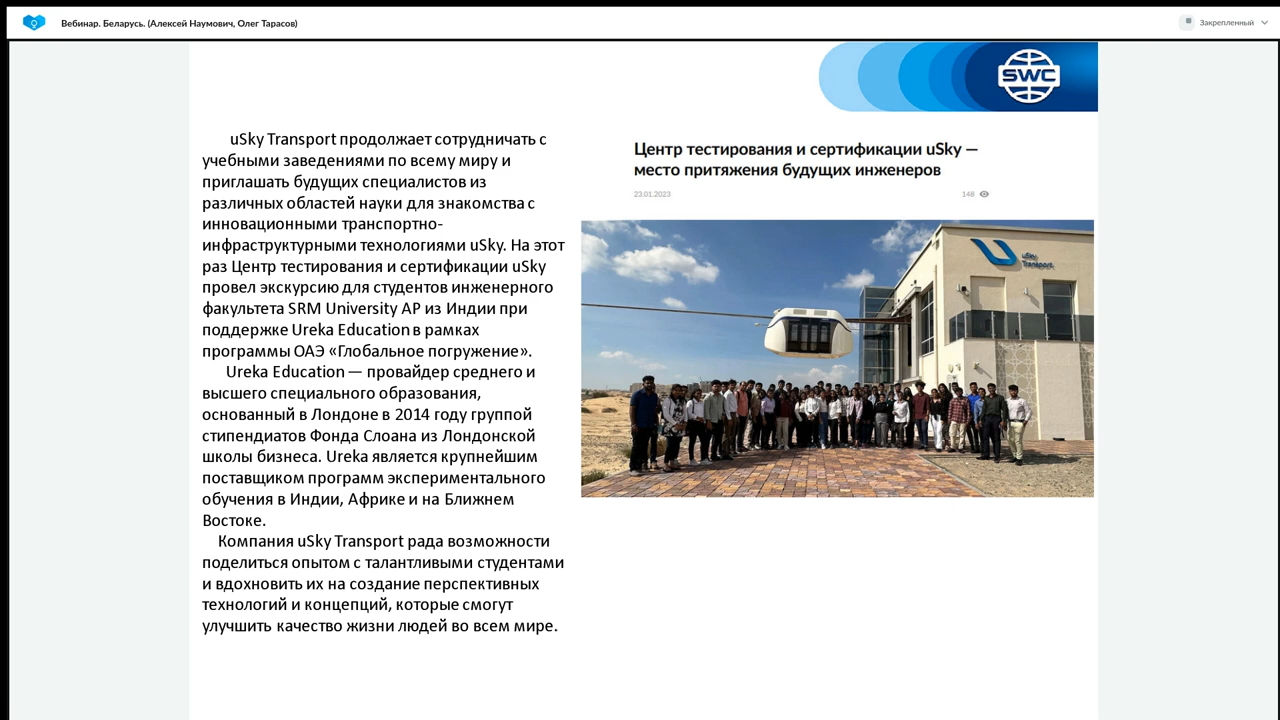 Вебинар. Беларусь. (Алексей Наумович, Олег Тарасов)
Закрепленный
SWC
uSky Transport продолжает сотрудничать с
учебными заведениями по всему миру и
приглашать будущих специалистов из
различных областей науки для знакомства с
инновационными транспортно-
инфраструктурными технологиями uSky. На этот
раз Центр тестирования и сертификации uSky
провел экскурсию для студентов инженерного
факультета SRM University AP из Индии при
поддержке Ureka Education в рамках
программы ОАЭ «Глобальное погружение».
Ureka Education — провайдер среднего и
высшего специального образования,
основанный в Лондоне в 2014 году группой
стипендиатов Фонда Слоана из Лондонской
школы бизнеса. Ureka является крупнейшим
поставщиком программ экспериментального
обучения в Индии, Африке и на Ближнем
Востоке.
Компания uSky Transport рада возможности
поделиться опытом с талантливыми студентами
и вдохновить их на создание перспективных
технологий и концепций, которые смогут
улучшить качество жизни людей во всем мире.
Центр тестирования и сертификации uSky —
место притяжения будущих инженеров
23.01.2023
148
uSky
Transport